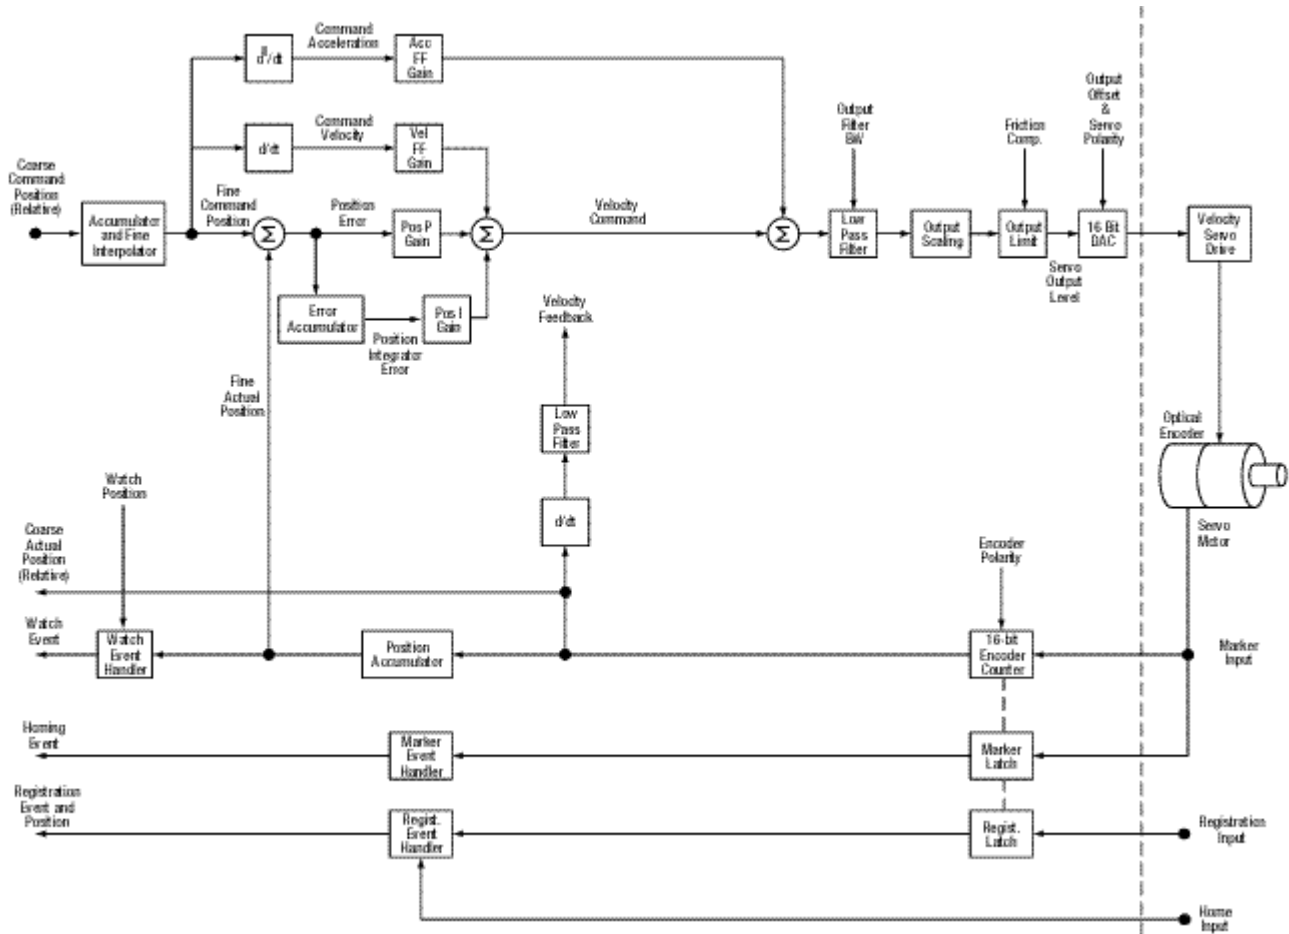 Command
Acceleration
d²/dt
Acc
FF
Gain
Command
Velocity
d/dt
Vel
FF
Gain
Coarse
Command
Position
(Relative)
Accumulator
and Fine
Interpolator
Fine
Command
Position
Σ
Position
Error
Pos P
Gain
Σ
Error
Accumulator
Position
Integrator
Error
Pos I
Gain
Velocity
Command
Σ
Output
Filter
BW
Low
Pass
Filter
Output
Scaling
Friction
Comp.
Output
Limit
Servo
Output
Level
Output
Offset
&
Servo
Polarity
16 Bit
DAC
Velocity
Servo
Drive
Velocity
Feedback
Low
Pass
Filter
d/dt
Fine
Actual
Position
Optical
Encoder
Servo
Motor
Watch
Position
Coarse
Actual
Position
(Relative)
Watch
Event
Watch
Event
Handler
Position
Accumulator
Encoder
Polarity
16-bit
Encoder
Counter
Marker
Input
Homing
Event
Marker
Event
Handler
Marker
Latch
Registration
Event and
Position
Regist.
Event
Handler
Regist.
Latch
Registration
Input
Home
Input